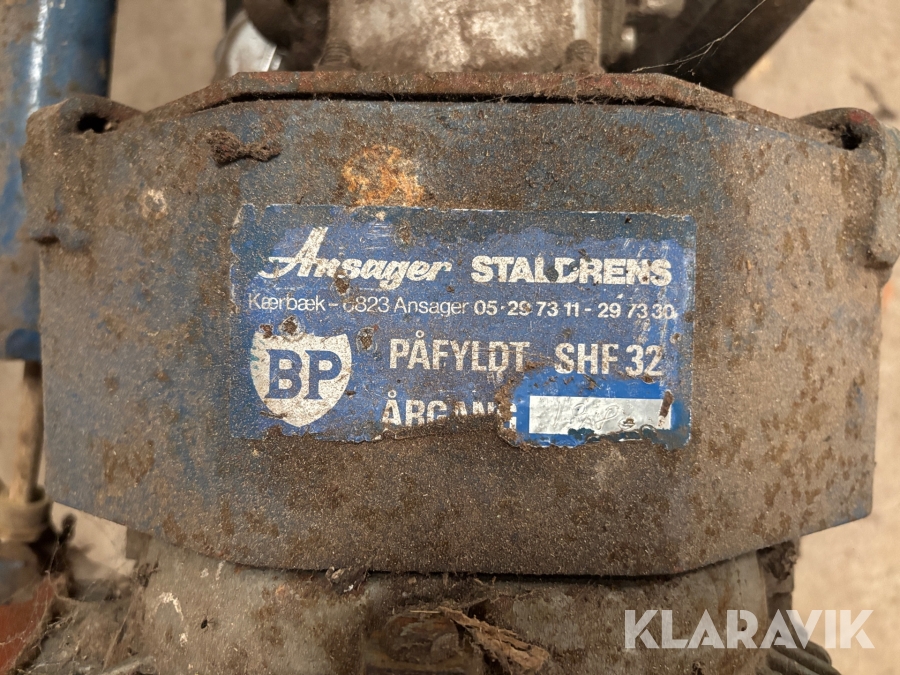 Ansager STALDRENS
Kærbæk - 6823 Ansager 05-29 73 11 - 29 73 30
BP PÅFYLDT SHF 32
ÅRGANG
KLARAVIK